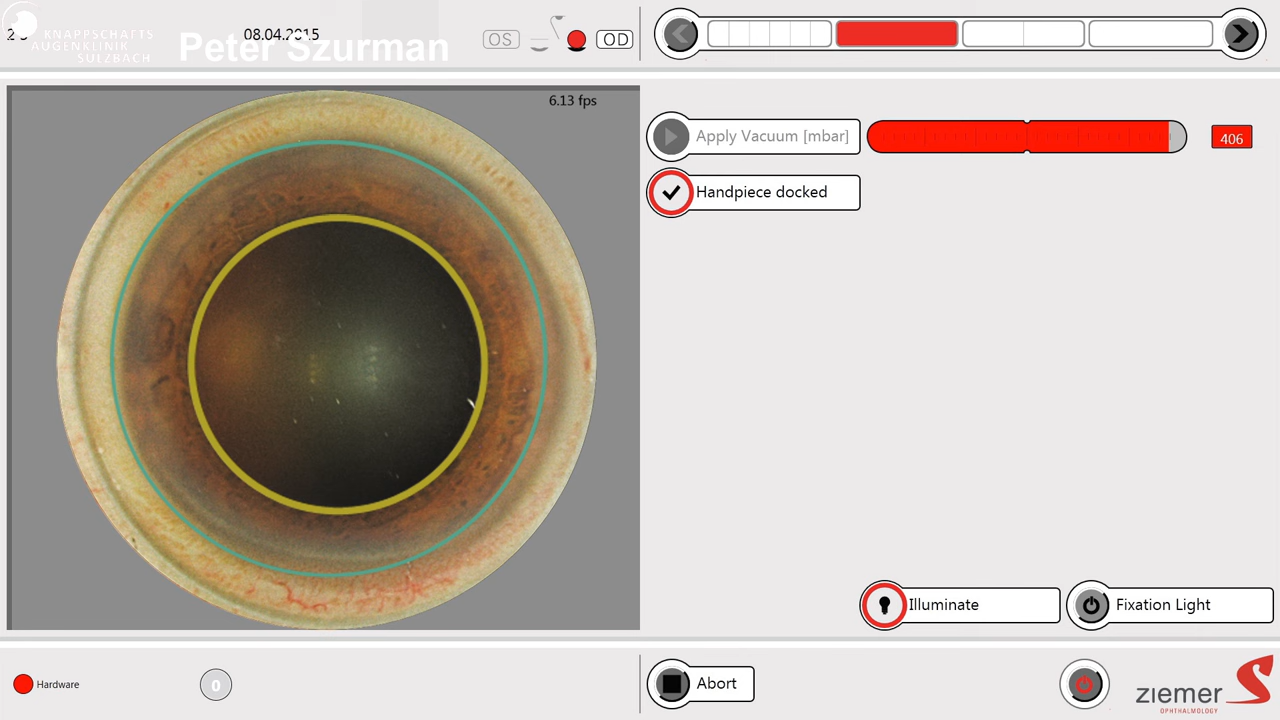 KNAPPSCHAFTS
AUGENKLINIK
SULZBACH
Peter Szurman
08.04.2015
OS
OD
6.13 fps
Apply Vacuum [mbar]
406
Handpiece docked
Illuminate
Fixation Light
Hardware
0
Abort
ziemer
OPHTHALMOLOGY